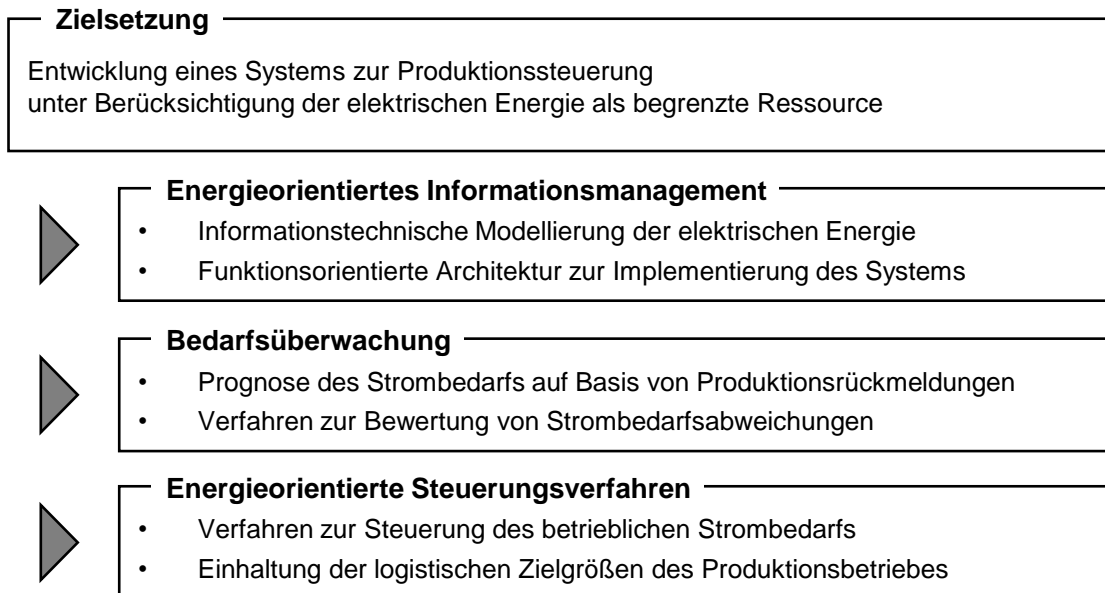 Zielsetzung
Entwicklung eines Systems zur Produktionssteuerung
unter Berücksichtigung der elektrischen Energie als begrenzte Ressource
Energieorientiertes Informationsmanagement
• Informationstechnische Modellierung der elektrischen Energie
• Funktionsorientierte Architektur zur Implementierung des Systems
Bedarfsüberwachung
• Prognose des Strombedarfs auf Basis von Produktionsrückmeldungen
• Verfahren zur Bewertung von Strombedarfsabweichungen
Energieorientierte Steuerungsverfahren
• Verfahren zur Steuerung des betrieblichen Strombedarfs
• Einhaltung der logistischen Zielgrößen des Produktionsbetriebes